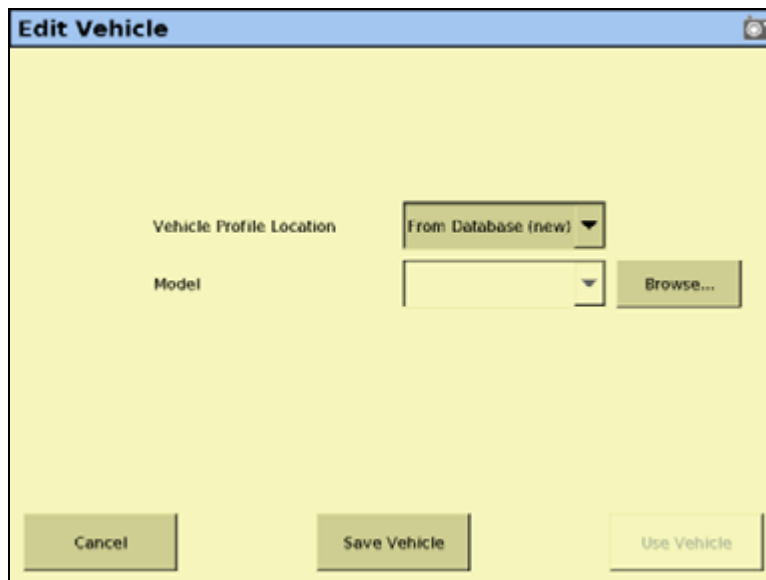 Edit Vehicle
Vehicle Profile Location
From Database (new)
Model
Browse...
Cancel
Save Vehicle
Use Vehicle